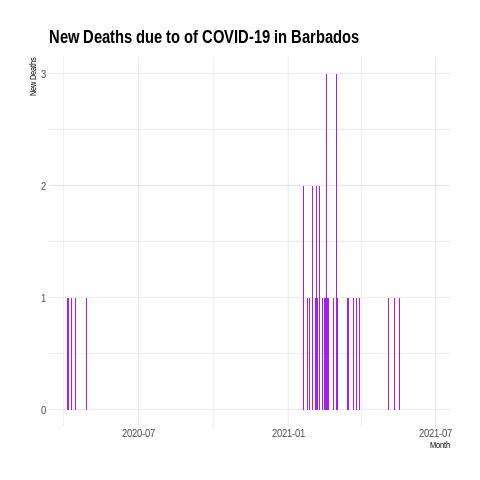 New Deaths due to of COVID-19 in Barbados
New Deaths
3
2
1
0
2020-07
2021-01
2021-07
Month